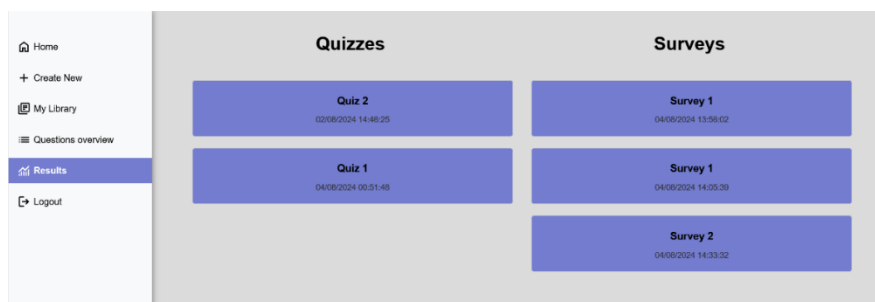 Home
Create New
My Library
Questions overview
Results
Logout
Quizzes
Quiz 2
02/08/2024 14:46:25
Quiz 1
04/08/2024 00:51:48
Surveys
Survey 1
04/08/2024 13:56:02
Survey 1
04/08/2024 14:05:39
Survey 2
04/08/2024 14:33:32